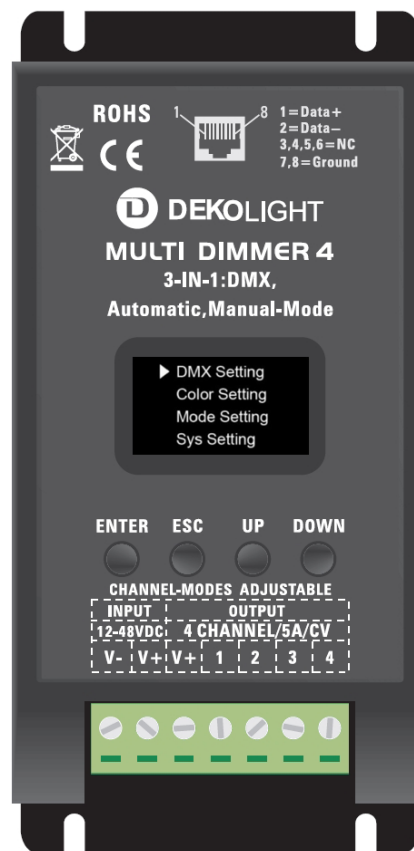 ROHS
CE
1
8
1=Data+
2=Data–
3,4,5,6=NC
7,8=Ground
D DEKOLIGHT
MULTI DIMMER 4
3-IN-1:DMX,
Automatic,Manual-Mode
DMX Setting
Color Setting
Mode Setting
Sys Setting
ENTER ESC UP DOWN
CHANNEL-MODES ADJUSTABLE
INPUT OUTPUT
12-48VDC 4 CHANNEL/5A/CV
V- V+ V+ 1 2 3 4